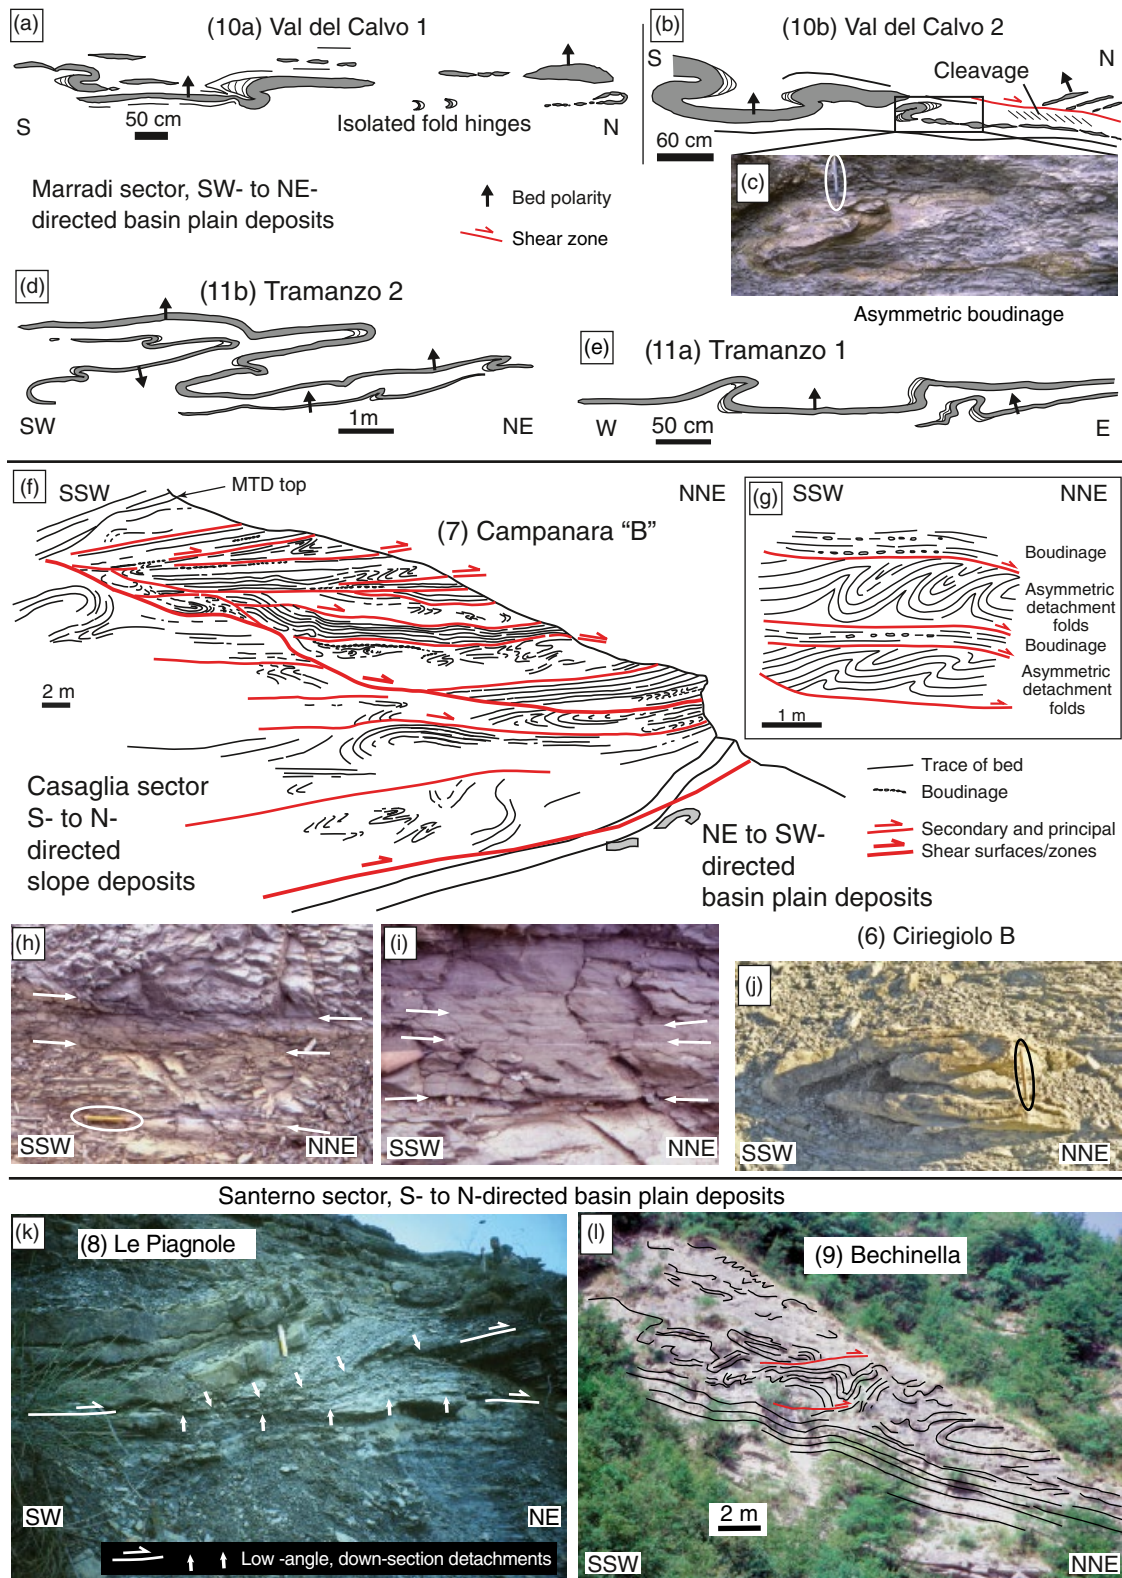 (a)
(10a) Val del Calvo 1
S
50 cm
Isolated fold hinges
N
(b)
(10b) Val del Calvo 2
S
N
Cleavage
60 cm
(c)
Asymmetric boudinage
Marradi sector, SW- to NE-
directed basin plain deposits
Bed polarity
Shear zone
(d)
(11b) Tramanzo 2
SW
1m
NE
(e)
(11a) Tramanzo 1
W
50 cm
E
(f)
SSW
MTD top
NNE
(7) Campanara “B”
2 m
Casaglia sector
S- to N-
directed
slope deposits
NE to SW-
directed
basin plain deposits
(g)
SSW
NNE
Boudinage
Asymmetric
detachment
folds
Boudinage
Asymmetric
detachment
folds
1 m
Trace of bed
Boudinage
Secondary and principal
Shear surfaces/zones
(h)
SSW
NNE
(i)
SSW
NNE
(6) Ciriegiolo B
(j)
SSW
NNE
Santerno sector, S- to N-directed basin plain deposits
(k)
(8) Le Piagnole
SW
NE
Low -angle, down-section detachments
(l)
(9) Bechinella
2 m
SSW
NNE